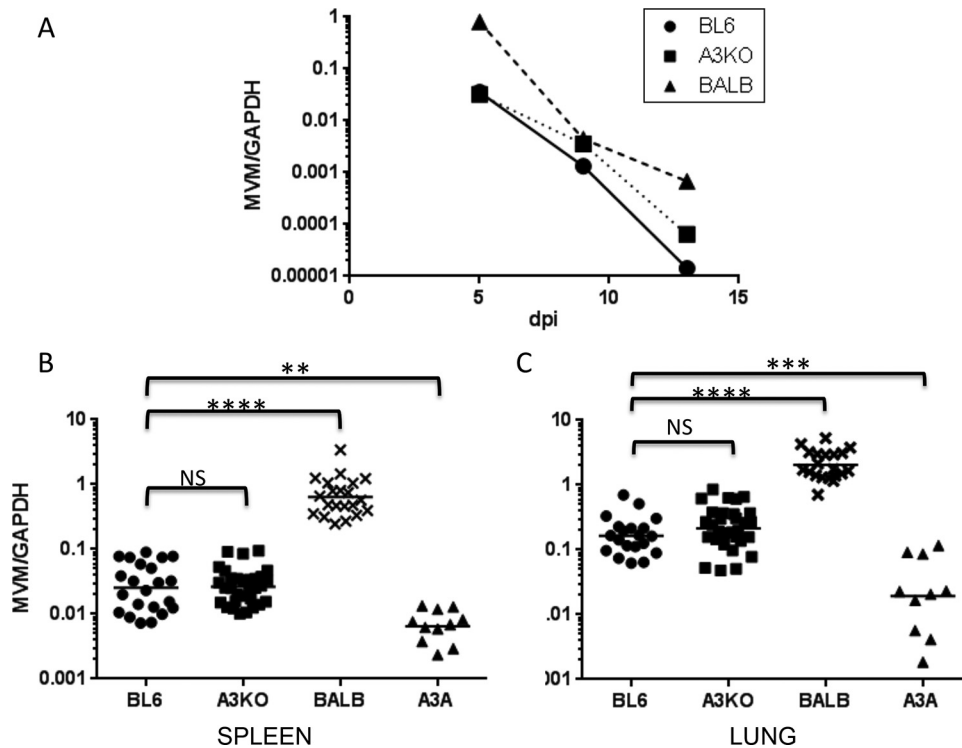 A
BL6
A3KO
BALB
MVM/GAPDH
1
0.1
0.01
0.001
0.0001
0.00001
0 5 10 15
dpi
B
**
****
NS
MVM/GAPDH
10
1
0.1
0.01
0.001
BL6 A3KO BALB A3A
SPLEEN
C
***
****
NS
10
1
0.1
0.01
.001
BL6 A3KO BALB A3A
LUNG